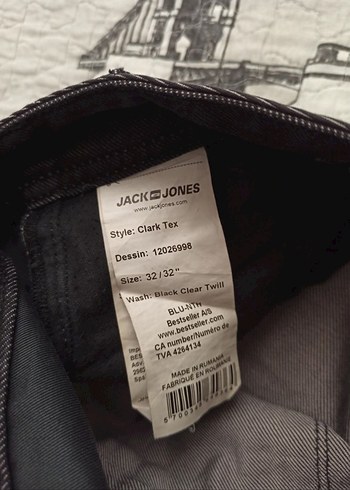 JACK & JONES
www.jackjones.com
Style: Clark Tex
Dessin: 12026998
Size: 32 / 32"
Wash: Black Clear Twill
BLU-NTH
Bestseller A/S
www.bestseller.com
CA number/Numéro de
TVA 4264134
MADE IN RUMANIA
FABRIQUE EN ROUMANIE